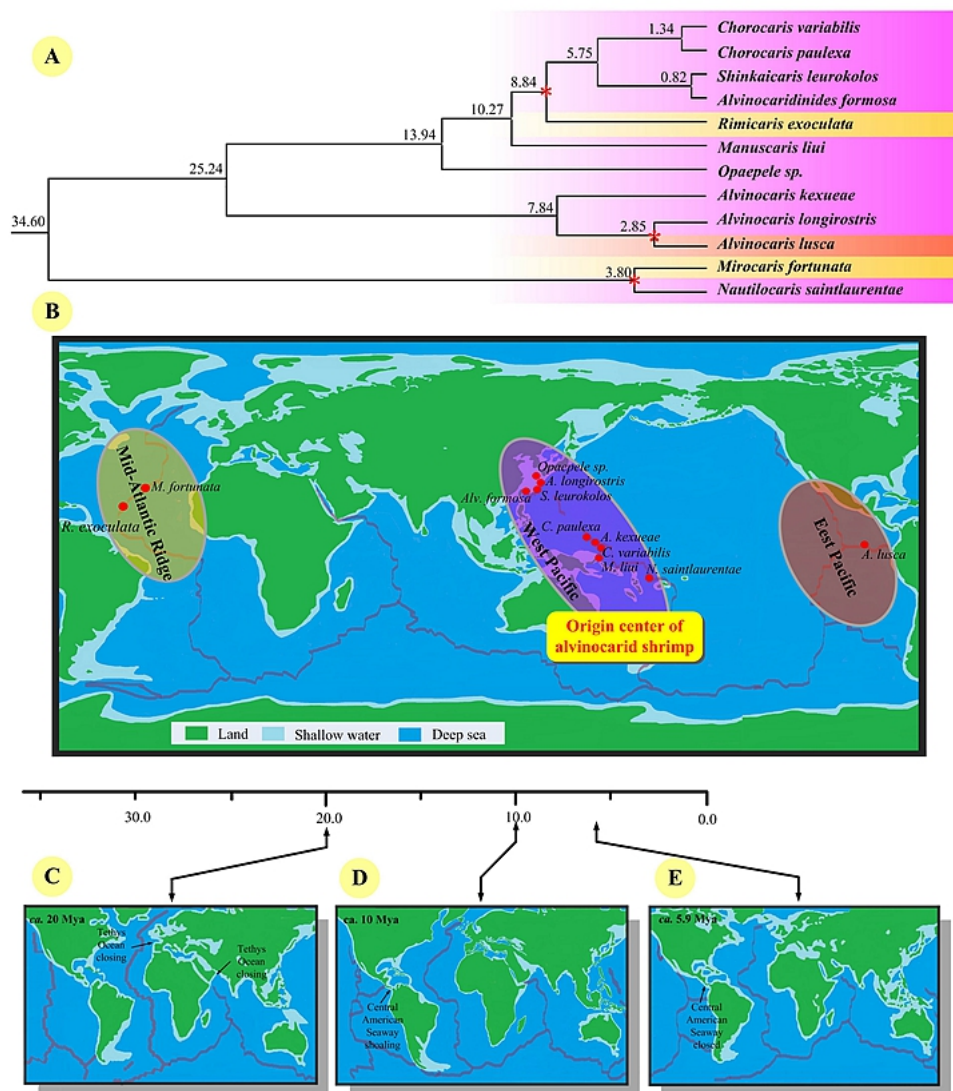 A
1.34
Chorocaris variabilis
5.75
Chorocaris paulexa
8.84
0.82
Shinkaicaris leurokolos
Alvinocaridinides formosa
10.27
Rimicaris exoculata
13.94
Manuscaris liui
25.24
Opaepele sp.
Alvinocaris kexueae
7.84
34.60
2.85
Alvinocaris longirostris
Alvinocaris lusca
3.80
Mirocaris fortunata
Nautilocaris saintlaurentae
B
Mid-Atlantic Ridge
M. fortunata
R. exoculata
West Pacific
Opaepele sp.
A. longirostris
Alv. formosa
S. leurokolos
C. paulexa
A. kexueae
C. variabilis
M. liui
N. saintlaurentae
Eest Pacific
A. lusca
Origin center of
alvinocarid shrimp
Land
Shallow water
Deep sea
30.0
20.0
10.0
0.0
C
ca. 20 Mya
Tethys
Ocean
closing
Tethys
Ocean
closing
D
ca. 10 Mya
Central
American
Seaway
shoaling
E
ca. 5.9 Mya
Central
American
Seaway
closed